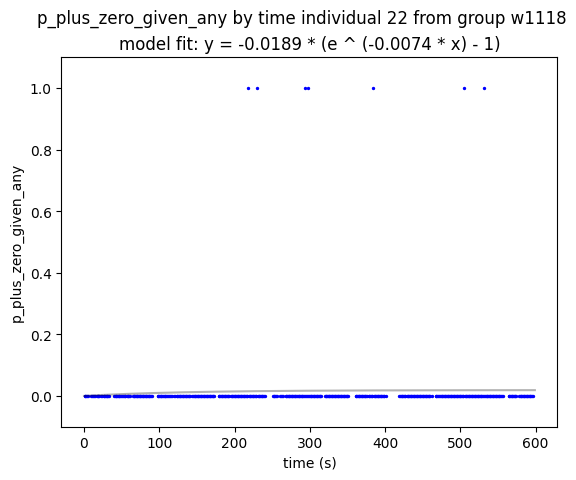 p_plus_zero_given_any by time individual 22 from group w1118
model fit: y = -0.0189 * (e ^ (-0.0074 * x) - 1)
p_plus_zero_given_any
1.0
0.8
0.6
0.4
0.2
0.0
0 100 200 300 400 500 600
time (s)